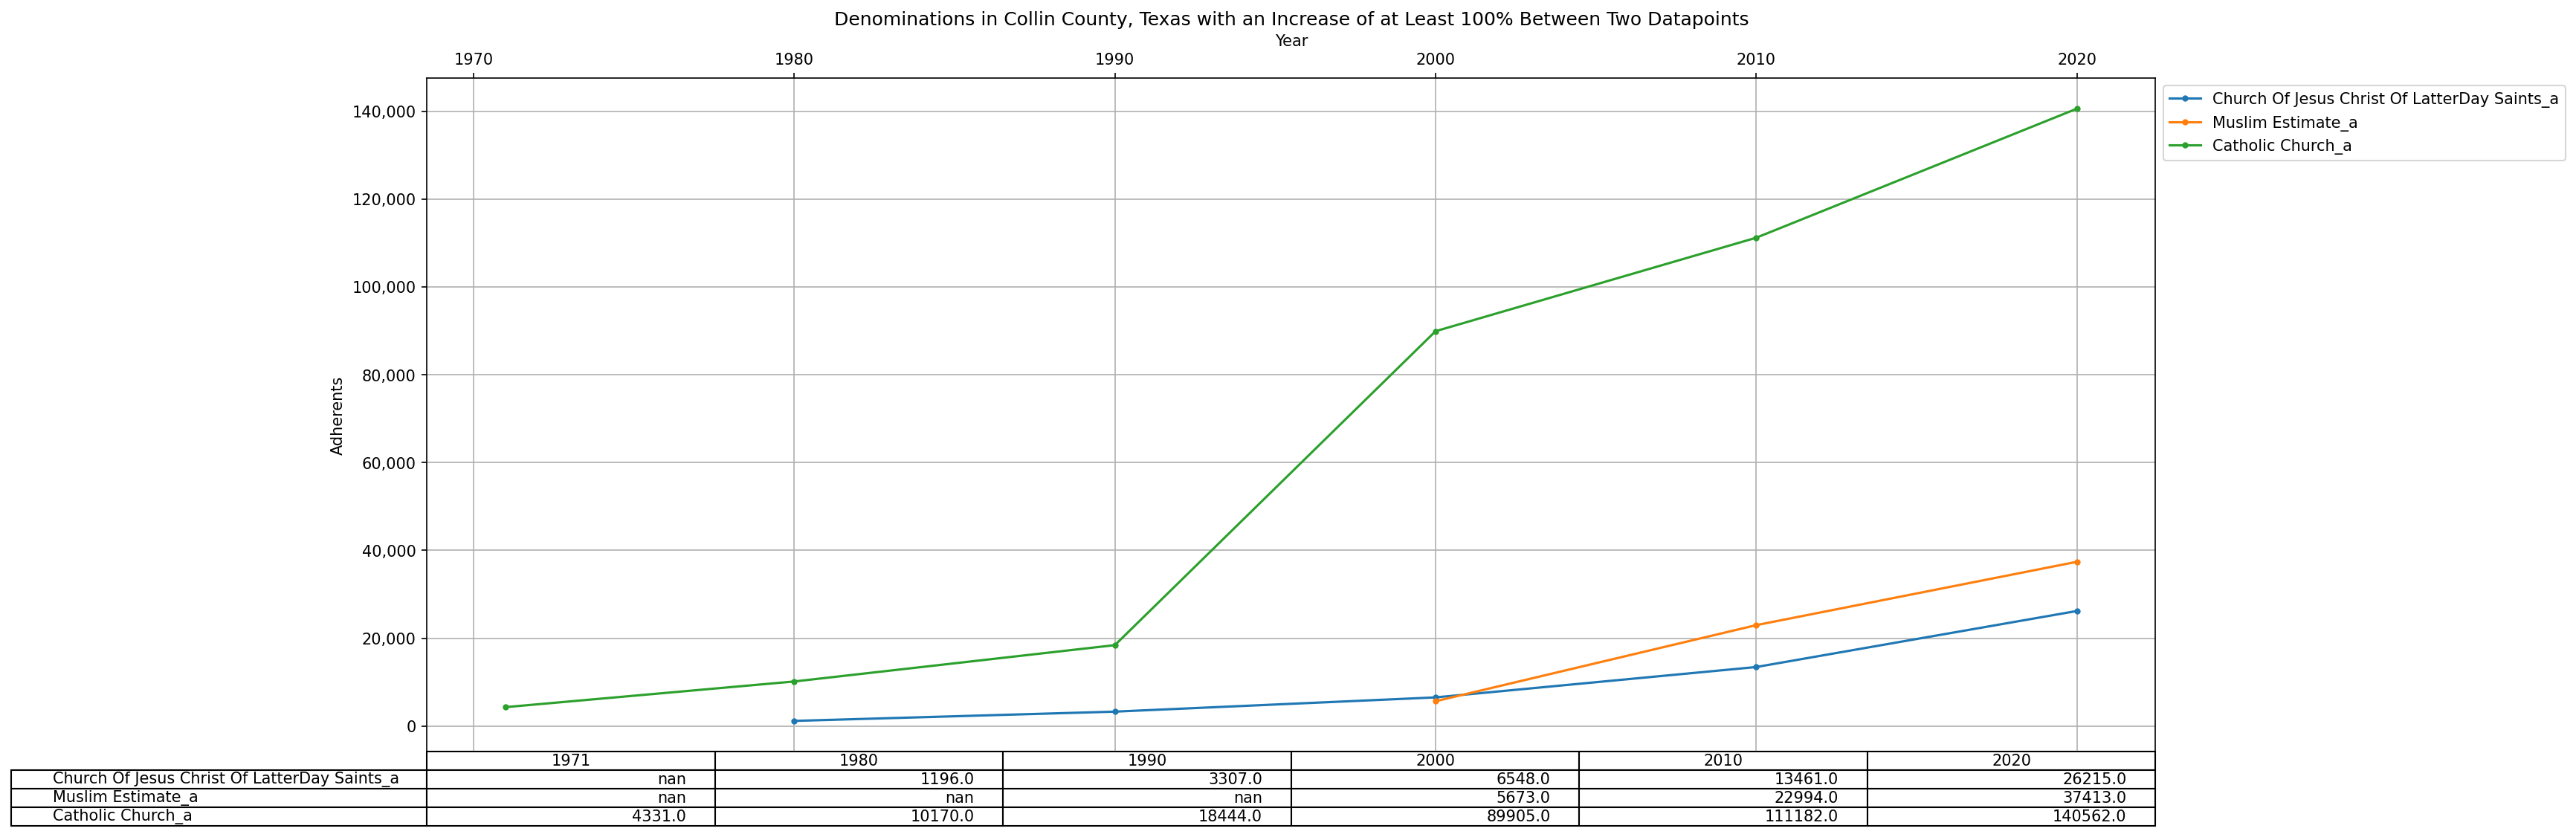 Denominations in Collin County, Texas with an Increase of at Least 100% Between Two Datapoints
Year
1970 1980 1990 2000 2010 2020
140,000
120,000
100,000
80,000
60,000
40,000
20,000
0
Adherents
Church Of Jesus Christ Of LatterDay Saints_a
Muslim Estimate_a
Catholic Church_a
1971 1980 1990 2000 2010 2020
Church Of Jesus Christ Of LatterDay Saints_a nan 1196.0 3307.0 6548.0 13461.0 26215.0
Muslim Estimate_a nan nan nan 5673.0 22994.0 37413.0
Catholic Church_a 4331.0 10170.0 18444.0 89905.0 111182.0 140562.0